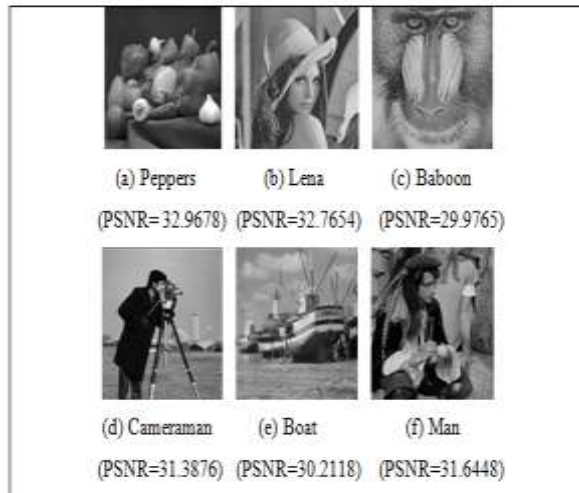 (a) Peppers (b) Lena (c) Baboon
(PSNR= 32.9678) (PSNR=32.7654) (PSNR=29.9765)
(d) Cameraman (e) Boat (f) Man
(PSNR=31.3876) (PSNR=30.2118) (PSNR=31.6448)